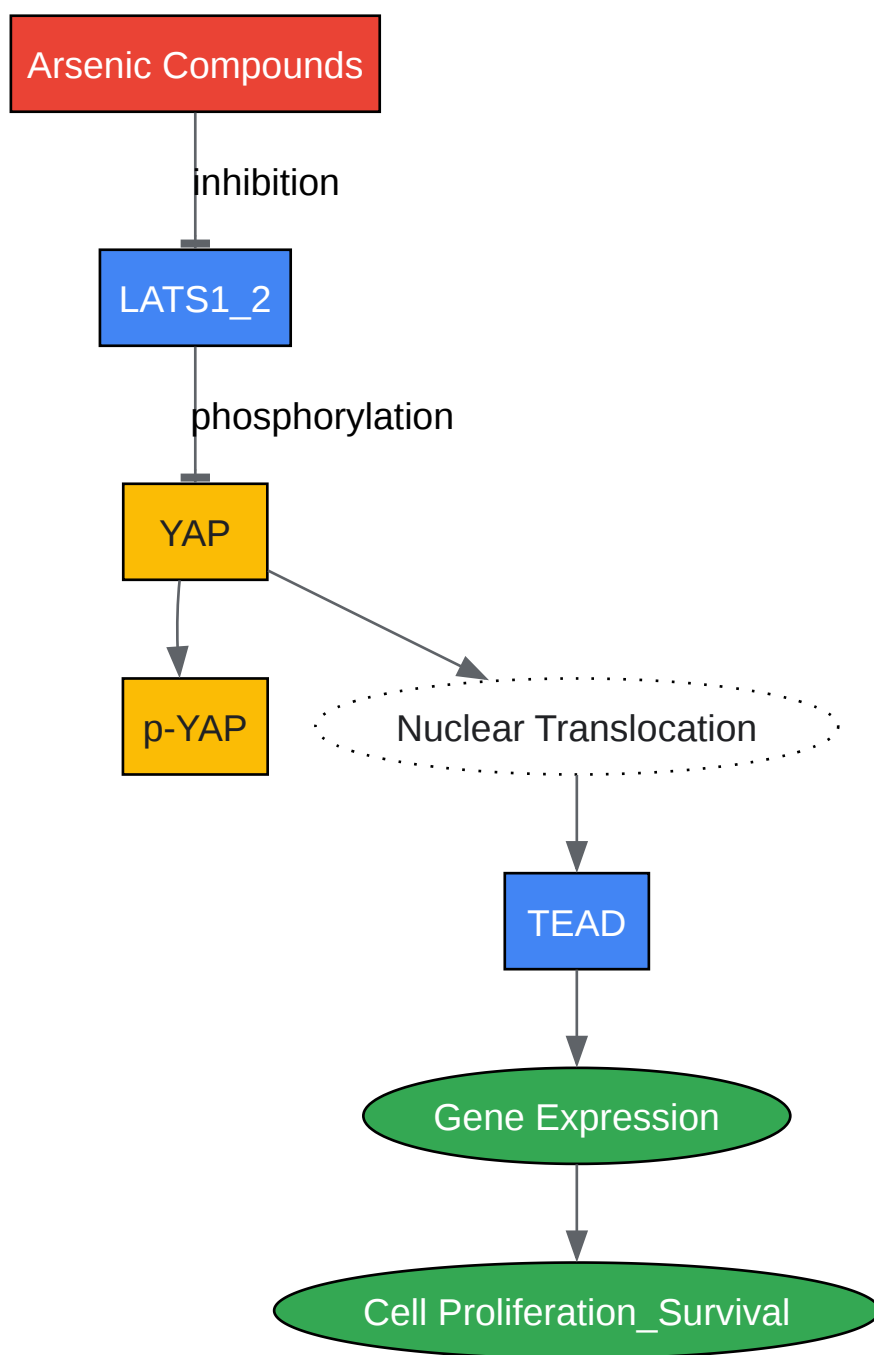 Arsenic Compounds
inhibition
LATS1_2
phosphorylation
YAP
p-YAP
Nuclear Translocation
TEAD
Gene Expression
Cell Proliferation_Survival